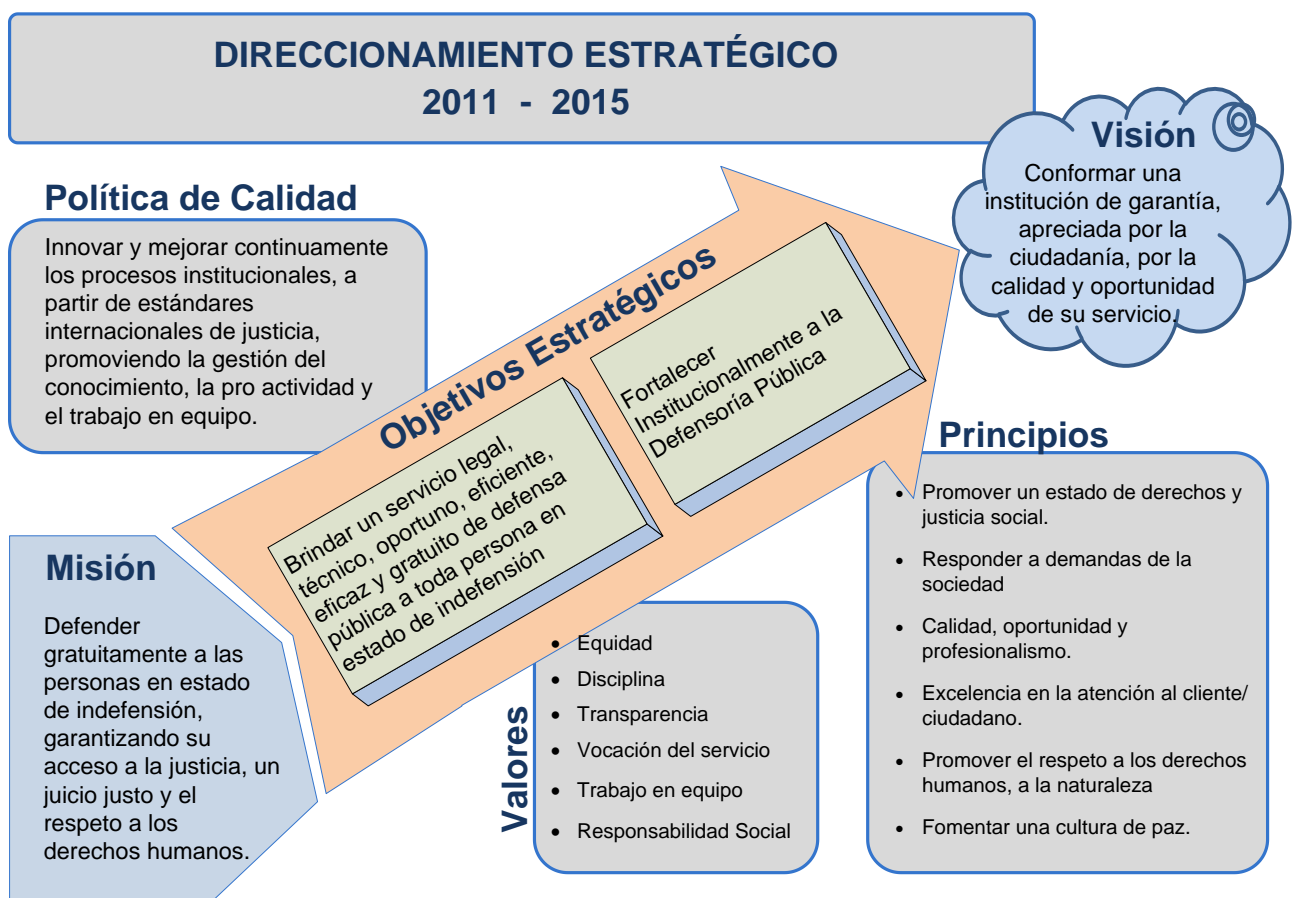 DIRECCIONAMIENTO ESTRATÉGICO
2011 - 2015
Visión
Conformar una
institución de garantía,
apreciada por la
ciudadanía, por la
calidad y oportunidad
de su servicio.
Política de Calidad
Innovar y mejorar continuamente
los procesos institucionales, a
partir de estándares
internacionales de justicia,
promoviendo la gestión del
conocimiento, la pro actividad y
el trabajo en equipo.
Objetivos Estratégicos
Brindar un servicio legal,
técnico, oportuno, eficiente,
eficaz y gratuito de defensa
pública a toda persona en
estado de indefensión
Fortalecer
Institucionalmente a la
Defensoría Pública
Misión
Defender
gratuitamente a las
personas en estado
de indefensión,
garantizando su
acceso a la justicia, un
juicio justo y el
respeto a los
derechos humanos.
Valores
• Equidad
• Disciplina
• Transparencia
• Vocación del servicio
• Trabajo en equipo
• Responsabilidad Social
Principios
• Promover un estado de derechos y
justicia social.
• Responder a demandas de la
sociedad
• Calidad, oportunidad y
profesionalismo.
• Excelencia en la atención al cliente/
ciudadano.
• Promover el respeto a los derechos
humanos, a la naturaleza
• Fomentar una cultura de paz.